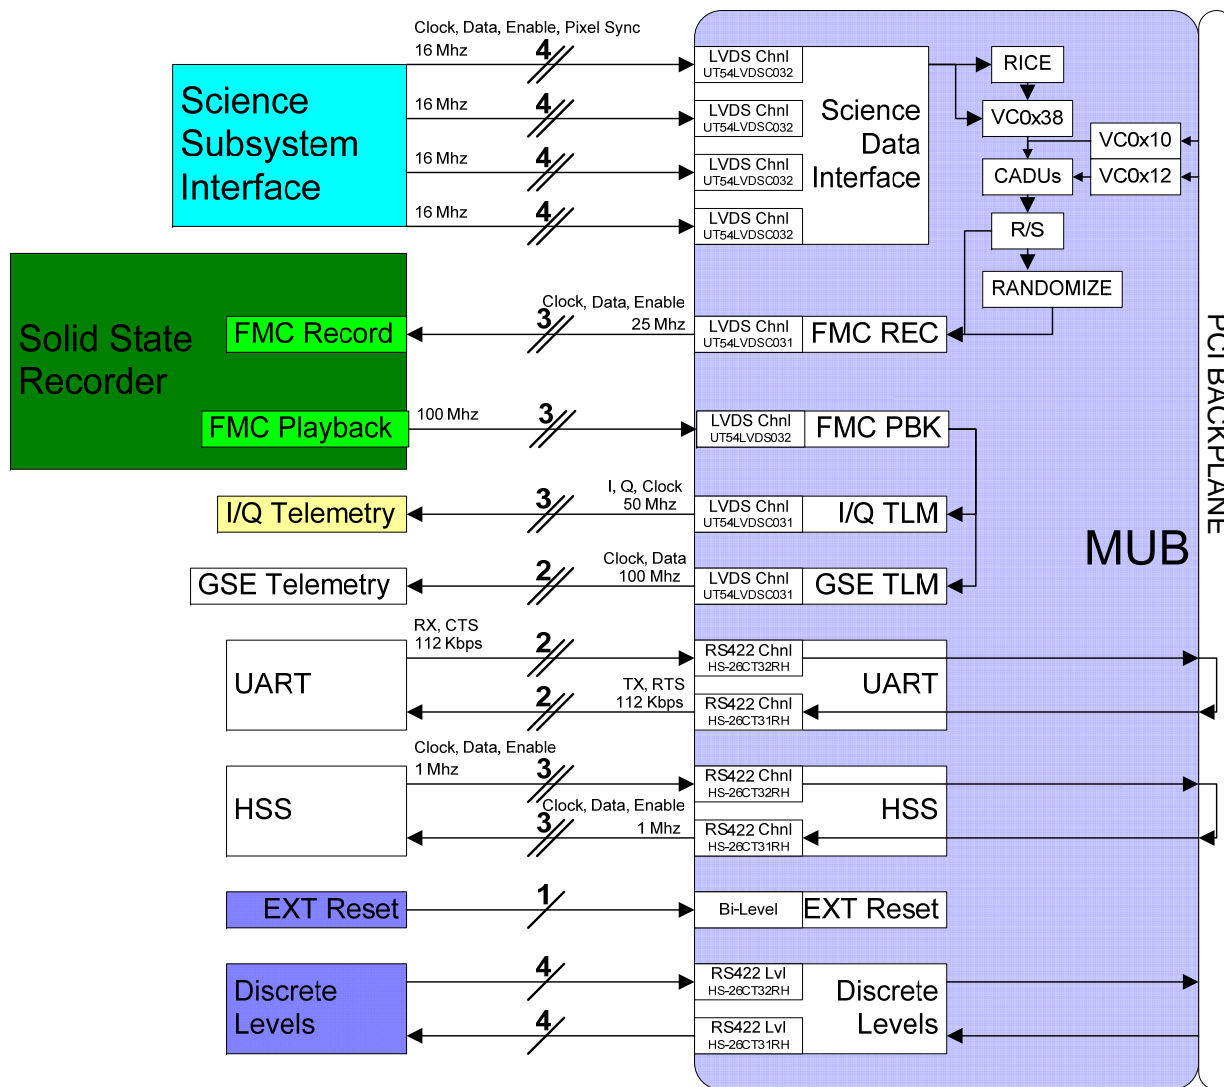 Clock, Data, Enable, Pixel Sync
16 Mhz
4
LVDS Chnl
UT54LVDSC032
RICE
Science
Subsystem
Interface
16 Mhz
4
LVDS Chnl
UT54LVDSC032
Science
Data
Interface
VC0x38
VC0x10
16 Mhz
4
LVDS Chnl
UT54LVDSC032
CADUs
VC0x12
16 Mhz
4
LVDS Chnl
UT54LVDSC032
R/S
RANDOMIZE
Solid State
Recorder
FMC Record
Clock, Data, Enable
3
25 Mhz
LVDS Chnl
UT54LVDSC031
FMC REC
PCI BACKPLANE
FMC Playback
100 Mhz
3
LVDS Chnl
UT54LVDS032
FMC PBK
I/Q Telemetry
3
I, Q, Clock
50 Mhz
LVDS Chnl
UT54LVDSC031
I/Q TLM
MUB
GSE Telemetry
2
Clock, Data
100 Mhz
LVDS Chnl
UT54LVDSC031
GSE TLM
UART
RX, CTS
112 Kbps
2
RS422 Chnl
HS-26CT32RH
UART
2
TX, RTS
112 Kbps
RS422 Chnl
HS-26CT31RH
HSS
Clock, Data, Enable
1 Mhz
3
RS422 Chnl
HS-26CT32RH
HSS
Clock, Data, Enable
3
1 Mhz
RS422 Chnl
HS-26CT31RH
EXT Reset
1
Bi-Level
EXT Reset
Discrete
Levels
4
RS422 Lvl
HS-26CT32RH
Discrete
Levels
4
RS422 Lvl
HS-26CT31RH